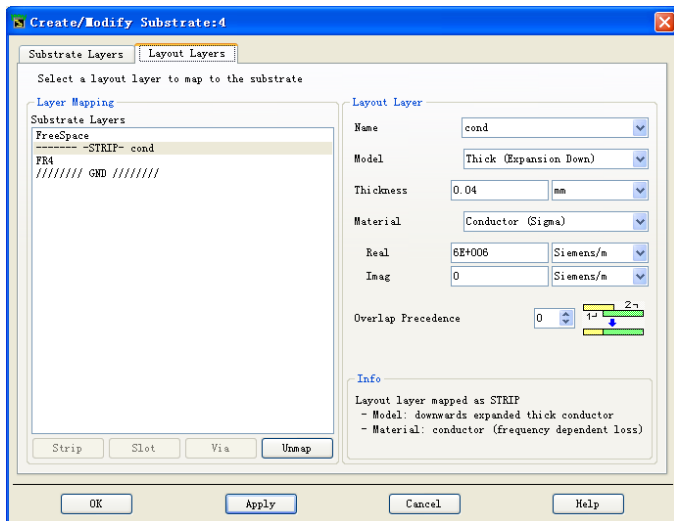 Create/Modify Substrate:4
Substrate Layers
Layout Layers
Select a layout layer to map to the substrate
Layer Mapping
Substrate Layers
FreeSpace
------- -STRIP- cond
FR4
//////// GND ////////
Strip
Slot
Via
Unmap
Layout Layer
Name
cond
Model
Thick (Expansion Down)
Thickness
0.04
mm
Material
Conductor (Sigma)
Real
6E+006
Siemens/m
Imag
0
Siemens/m
Overlap Precedence
0
2
1
Info
Layout layer mapped as STRIP
- Model: downwards expanded thick conductor
- Material: conductor (frequency dependent loss)
OK
Apply
Cancel
Help